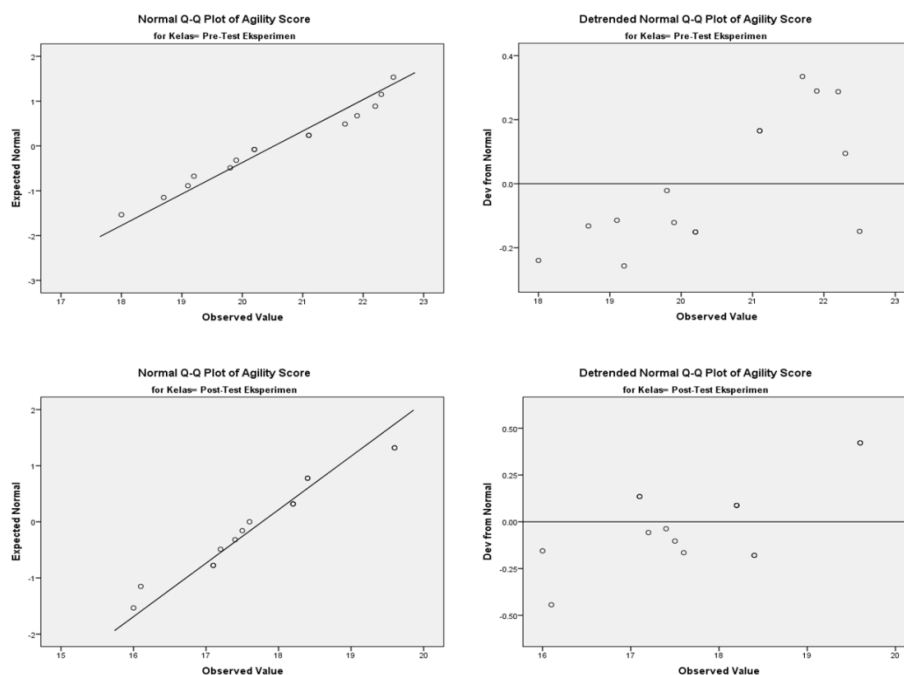 Normal Q-Q Plot of Agility Score
for Kelas= Pre-Test Eksperimen
Expected Normal
2
1
0
-1
-2
-3
17 18 19 20 21 22 23
Observed Value
Detrended Normal Q-Q Plot of Agility Score
for Kelas= Pre-Test Eksperimen
Dev from Normal
0.4
0.2
0.0
-0.2
18 19 20 21 22 23
Observed Value
Normal Q-Q Plot of Agility Score
for Kelas= Post-Test Eksperimen
Expected Normal
2
1
0
-1
-2
15 16 17 18 19 20
Observed Value
Detrended Normal Q-Q Plot of Agility Score
for Kelas= Post-Test Eksperimen
Dev from Normal
0.50
0.25
0.00
-0.25
-0.50
16 17 18 19 20
Observed Value